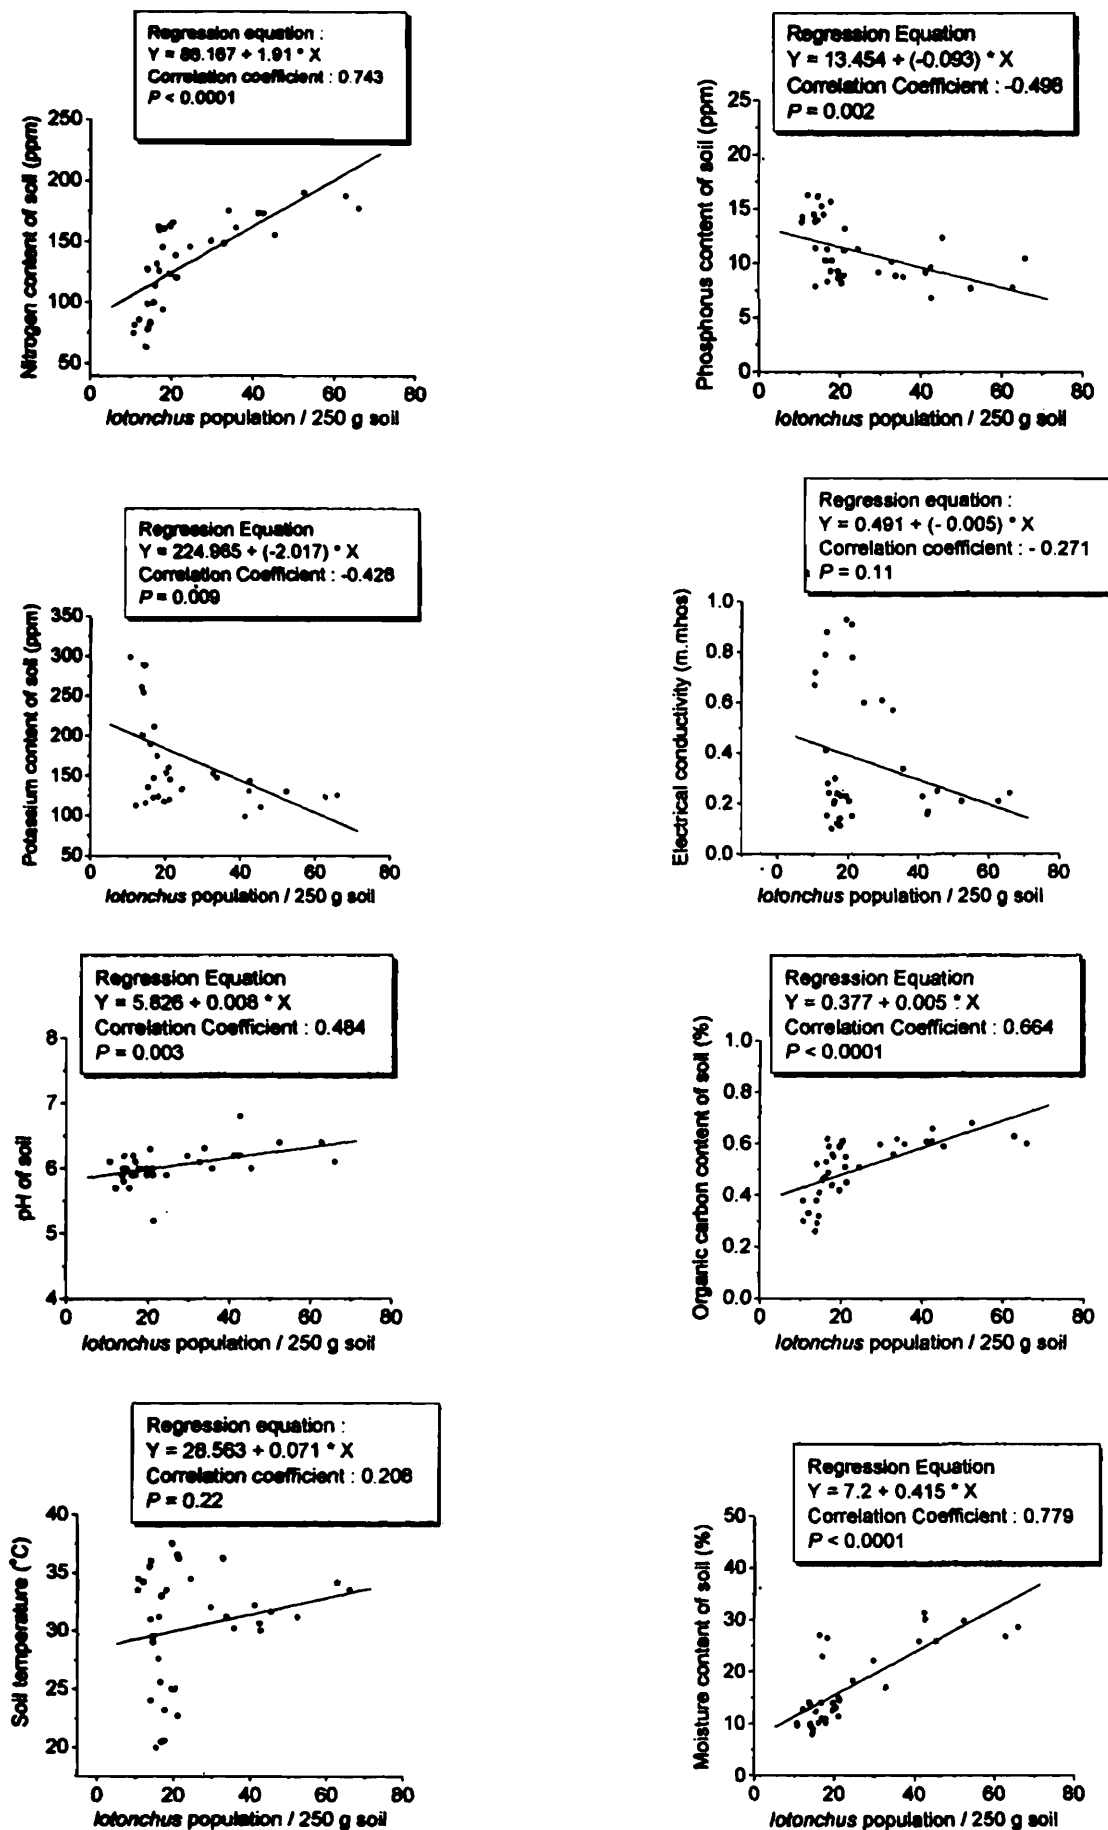 Regression equation :
Y = 86.167 + 1.91 * X
Correlation coefficient : 0.743
P < 0.0001
Nitrogen content of soil (ppm)
250
200
150
100
50
0 20 40 60 80
Iotonchus population / 250 g soil
Regression Equation
Y = 13.454 + (-0.093) * X
Correlation Coefficient : -0.498
P = 0.002
Phosphorus content of soil (ppm)
25
20
15
10
5
0
0 20 40 60 80
Iotonchus population / 250 g soil
Regression Equation
Y = 224.965 + (-2.017) * X
Correlation Coefficient : -0.428
P = 0.009
Potassium content of soil (ppm)
350
300
250
200
150
100
50
0 20 40 60 80
Iotonchus population / 250 g soil
Regression equation :
Y = 0.491 + (- 0.005) * X
Correlation coefficient : - 0.271
P = 0.11
Electrical conductivity (m.mhos)
1.0
0.8
0.6
0.4
0.2
0.0
0 20 40 60 80
Iotonchus population / 250 g soil
Regression Equation
Y = 5.826 + 0.008 * X
Correlation Coefficient : 0.484
P = 0.003
pH of soil
8
7
6
5
4
0 20 40 60 80
Iotonchus population / 250 g soil
Regression Equation
Y = 0.377 + 0.005 * X
Correlation Coefficient : 0.664
P < 0.0001
Organic carbon content of soil (%)
1.0
0.8
0.6
0.4
0.2
0.0
0 20 40 60 80
Iotonchus population / 250 g soil
Regression equation :
Y = 28.563 + 0.071 * X
Correlation coefficient : 0.208
P = 0.22
Soil temperature (°C)
40
35
30
25
20
0 20 40 60 80
Iotonchus population / 250 g soil
Regression Equation
Y = 7.2 + 0.415 * X
Correlation Coefficient : 0.779
P < 0.0001
Moisture content of soil (%)
50
40
30
20
10
0
0 20 40 60 80
Iotonchus population / 250 g soil